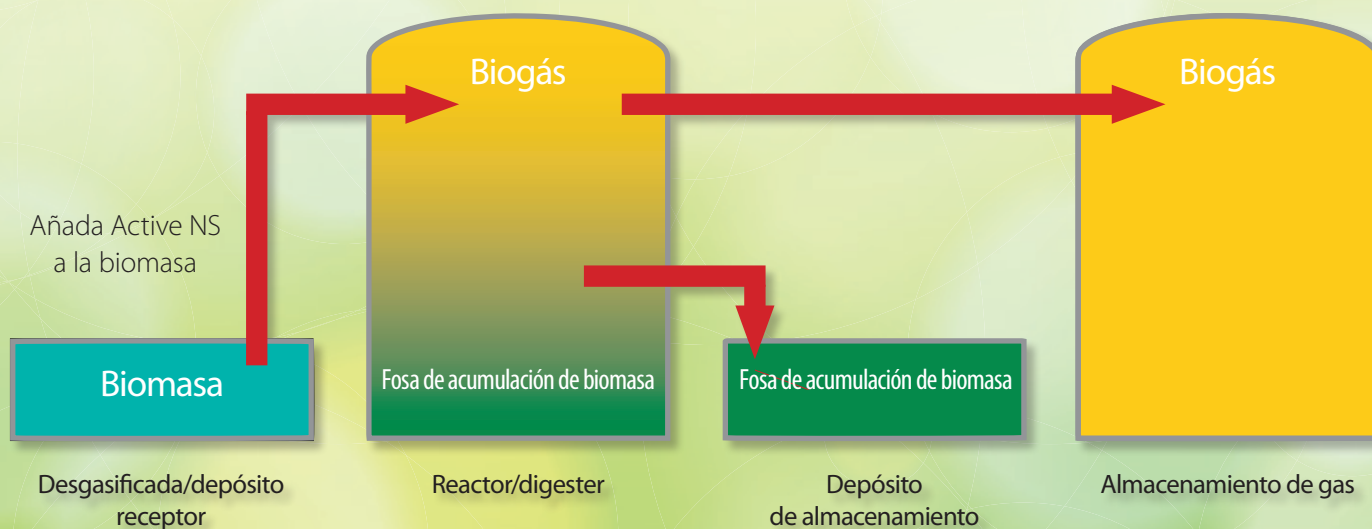 Biogás
Biogás
Añada Active NS
a la biomasa
Biomasa
Fosa de acumulación de biomasa
Fosa de acumulación de biomasa
Desgasificada/depósito
receptor
Reactor/digester
Depósito
de almacenamiento
Almacenamiento de gas